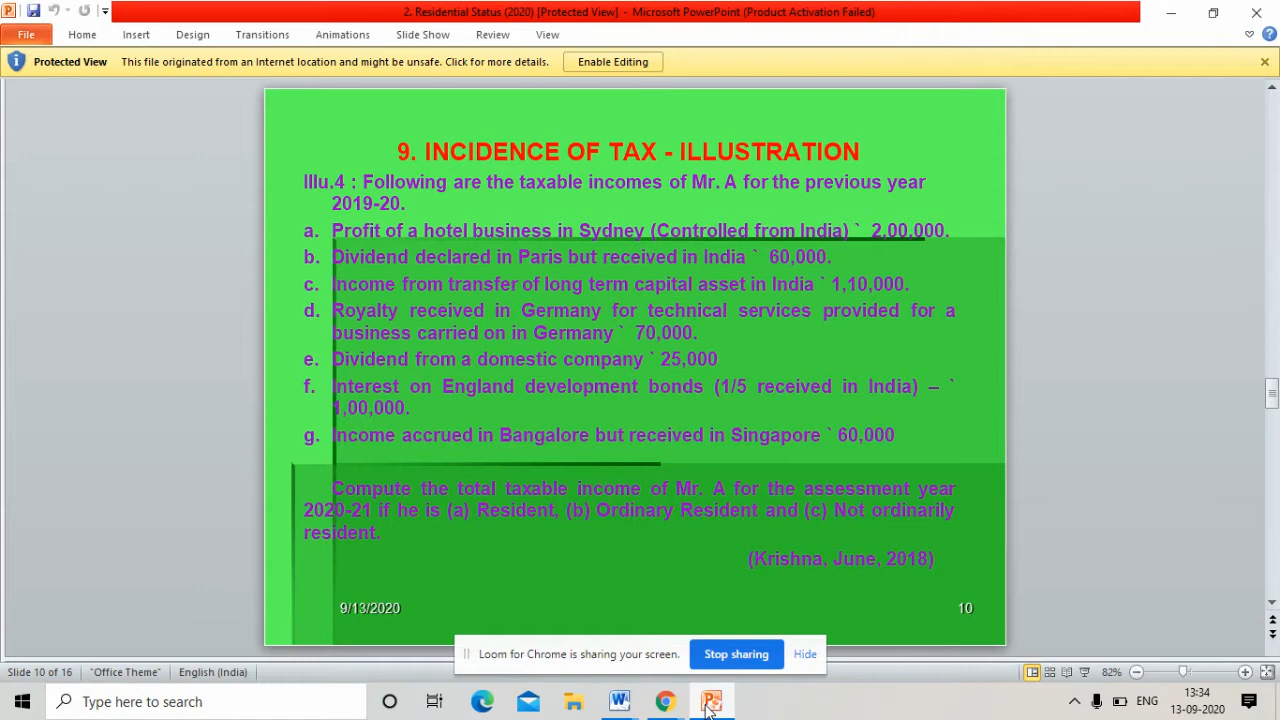 2. Residential Status (2020) [Protected View] - Microsoft PowerPoint (Product Activation Failed)
File Home Insert Design Transitions Animations Slide Show Review View
Protected View This file originated from an Internet location and might be unsafe. Click for more details. Enable Editing
9. INCIDENCE OF TAX - ILLUSTRATION
Illu.4 : Following are the taxable incomes of Mr. A for the previous year
2019-20.
a. Profit of a hotel business in Sydney (Controlled from India) ` 2,00,000.
b. Dividend declared in Paris but received in India ` 60,000.
c. Income from transfer of long term capital asset in India ` 1,10,000.
d. Royalty received in Germany for technical services provided for a
business carried on in Germany ` 70,000.
e. Dividend from a domestic company ` 25,000
f. Interest on England development bonds (1/5 received in India) – `
1,00,000.
g. Income accrued in Bangalore but received in Singapore ` 60,000
Compute the total taxable income of Mr. A for the assessment year
2020-21 if he is (a) Resident, (b) Ordinary Resident and (c) Not ordinarily
resident.
(Krishna, June, 2018)
9/13/2020 10
Loom for Chrome is sharing your screen. Stop sharing Hide
Slide 10 of 16 "Office Theme" English (India) 82%
Type here to search
ENG
13:34
13-09-2020